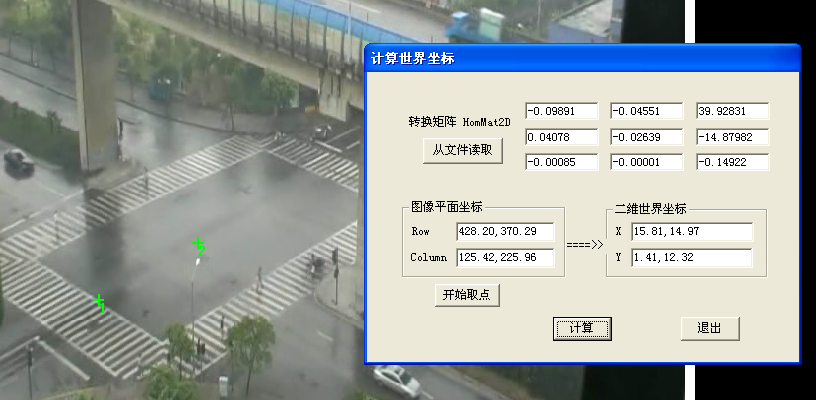 计算世界坐标
转换矩阵 HomMat2D
-0.09891 -0.04551 39.92831
0.04078 -0.02639 -14.87982
-0.00085 -0.00001 -0.14922
从文件读取
图像平面坐标
Row 428.20,370.29
Column 125.42,225.96
====>>
二维世界坐标
X 15.81,14.97
Y 1.41,12.32
开始取点
计算
退出
2
1